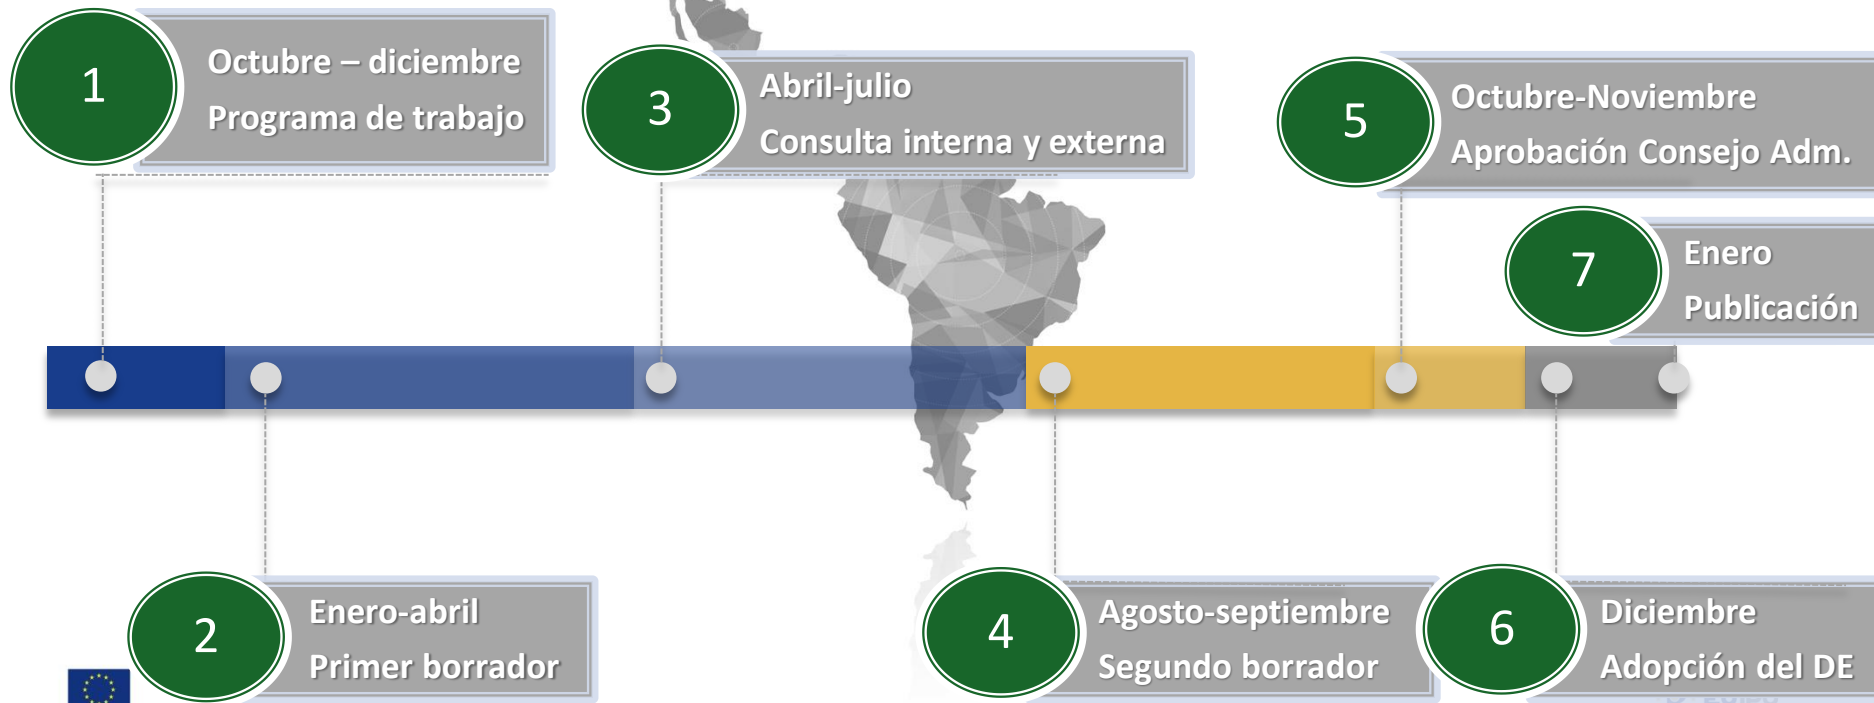 1
Octubre – diciembre
Programa de trabajo
2
Enero-abril
Primer borrador
3
Abril-julio
Consulta interna y externa
4
Agosto-septiembre
Segundo borrador
5
Octubre-Noviembre
Aprobación Consejo Adm.
6
Diciembre
Adopción del DE
7
Enero
Publicación